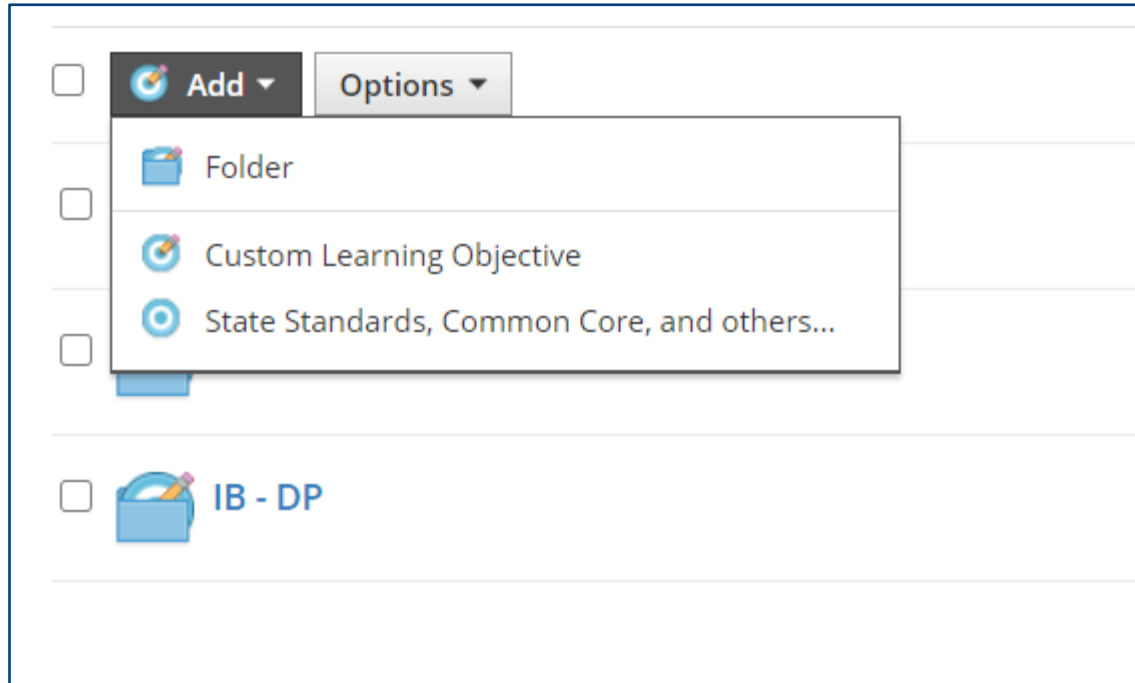 Add
Options
Folder
Custom Learning Objective
State Standards, Common Core, and others...
IB - DP